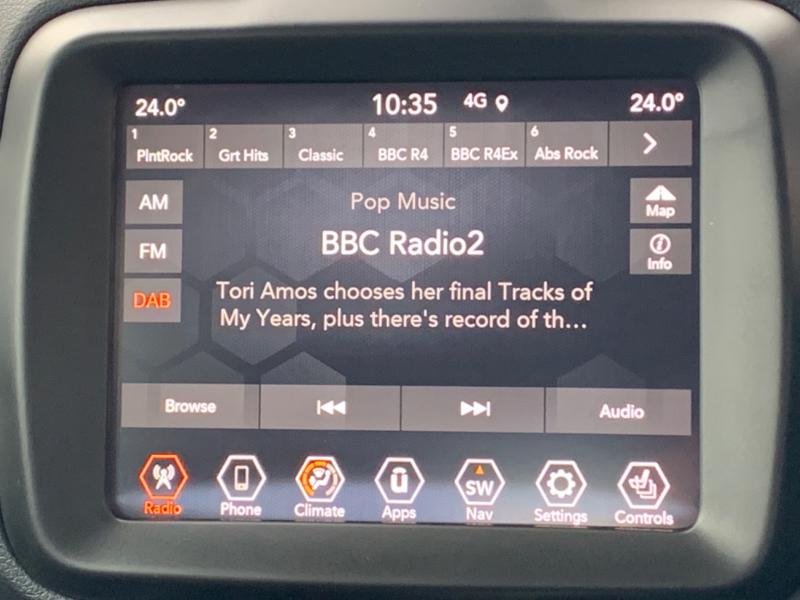 24.0° 10:35 4G 24.0°
1 PlntRock 2 Grt Hits 3 Classic 4 BBC R4 5 BBC R4Ex 6 Abs Rock
AM
FM
DAB
Pop Music
BBC Radio2
Tori Amos chooses her final Tracks of
My Years, plus there's record of th...
Map
Info
Browse Audio
SW
Radio Phone Climate Apps Nav Settings Controls